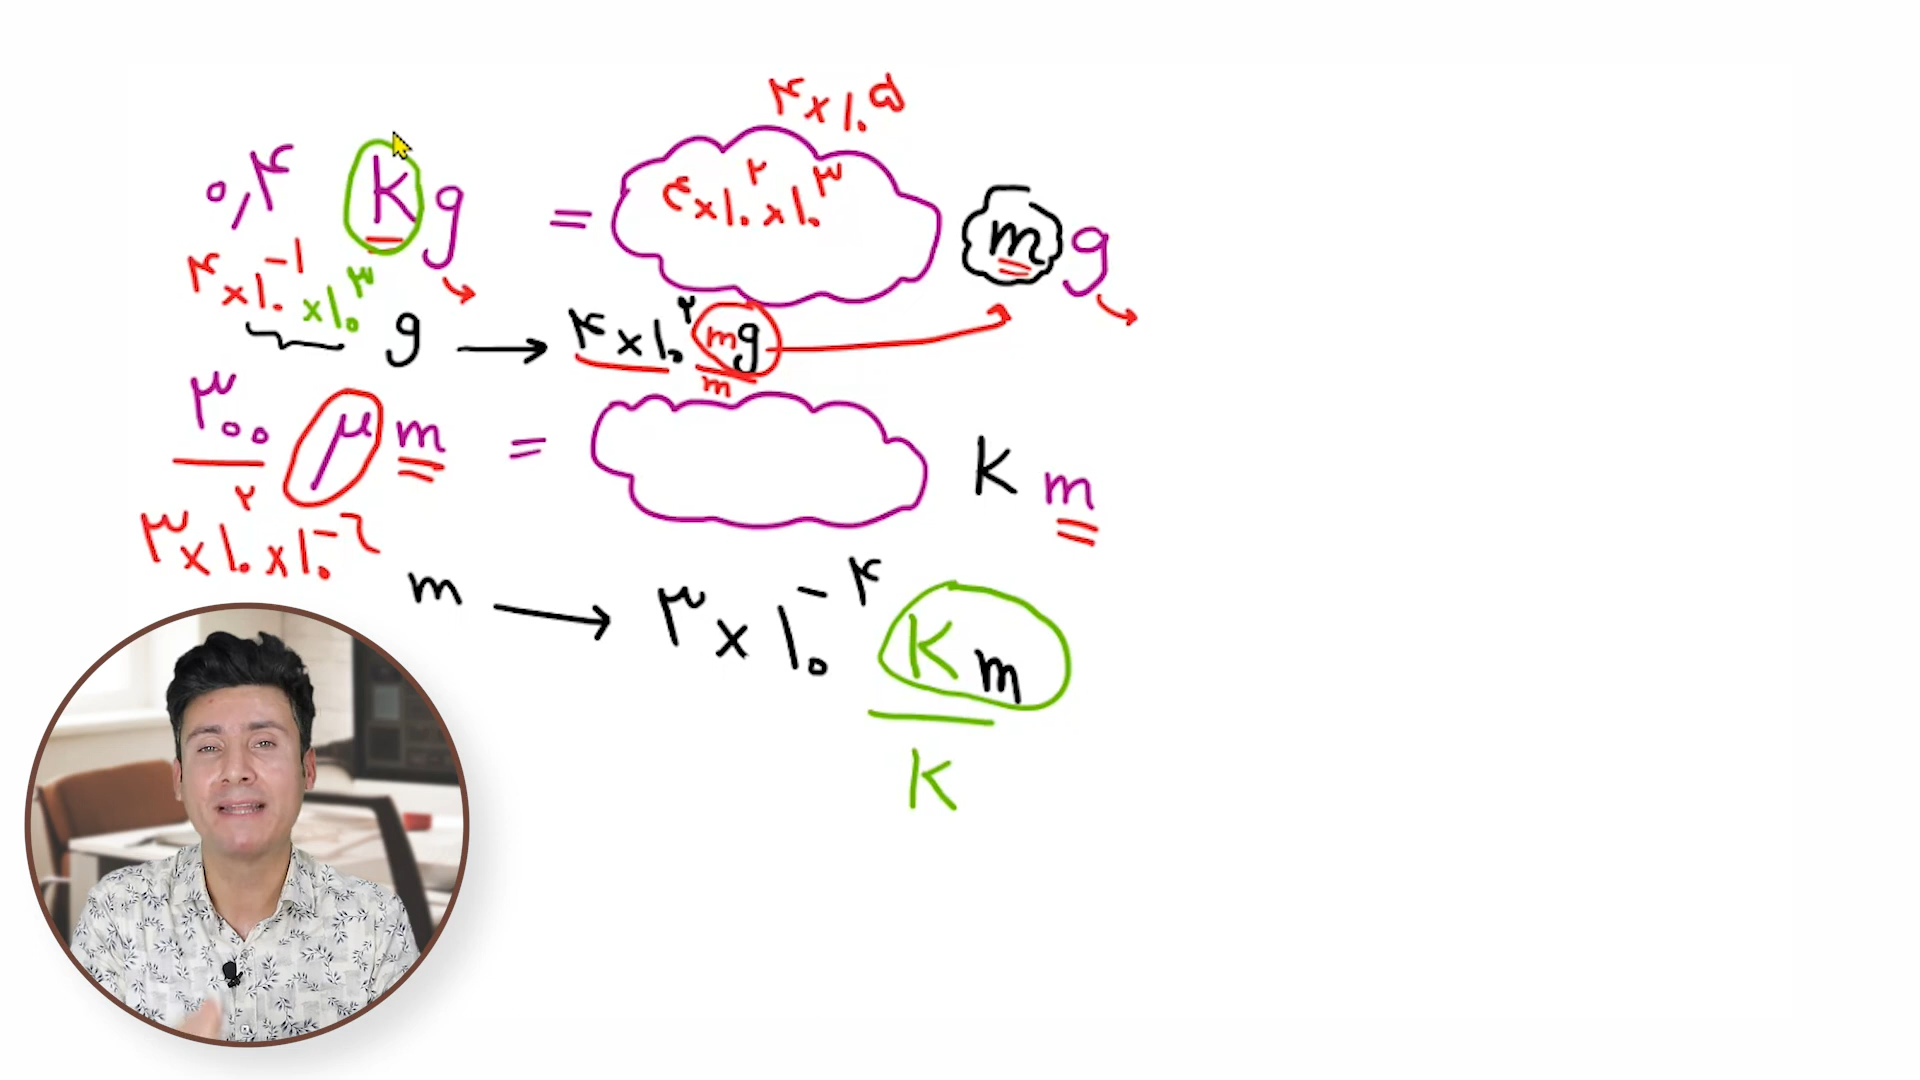 ۴×۱۰^۵
۰٫۴ kg = ۴×۱۰^۲×۱۰^۳ mg
۴×۱۰^-۱ ×۱۰^۳ g → ۴×۱۰^۲ mg
m
۳۰۰ μm = Km
۳×۱۰^۲×۱۰^-۶ m → ۳×۱۰^-۴ Km
K